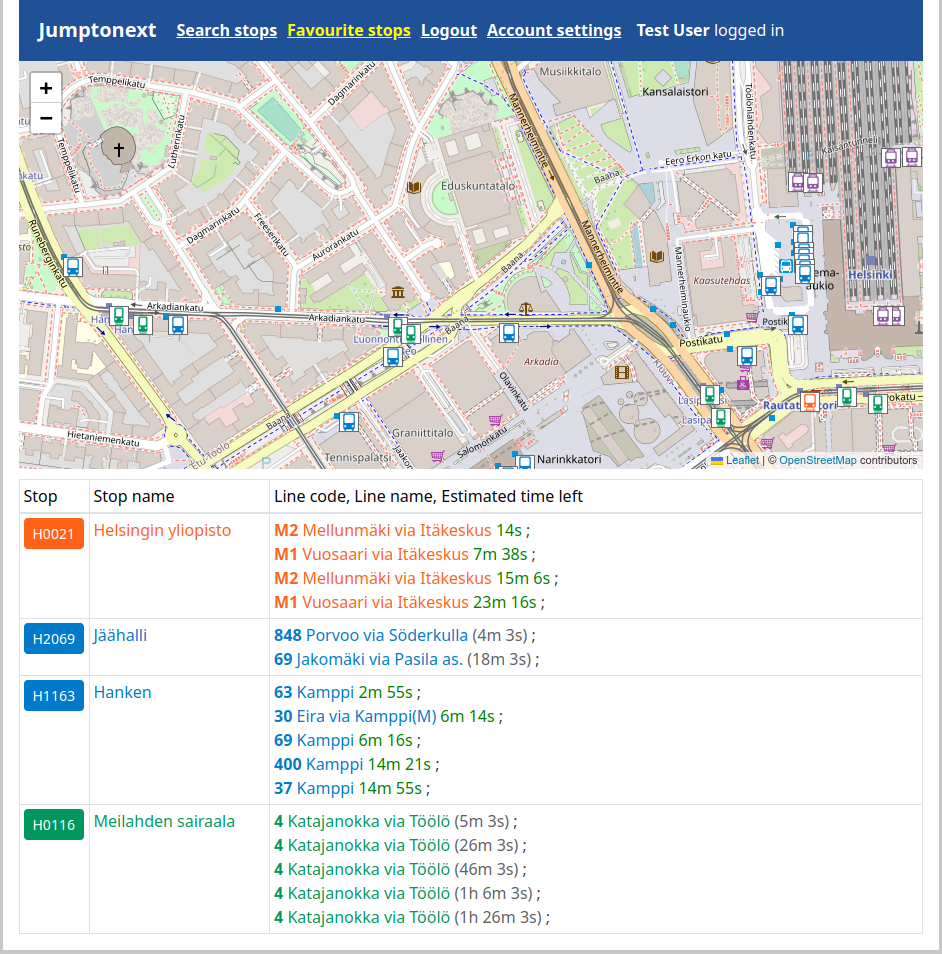 Jumptonext Search stops Favourite stops Logout Account settings Test User logged in
+
−
Temppelikatu
Temppelikatu
Lutherinkatu
Dagmarinkatu
Musiikkitalo
Kansalaistori
Töölönlahdenkatu
Kaisantunneli
Mannerheimintie
Eero Erkon katu
Baana
Eduskuntatalo
Runeberginkatu
Dagmarinkatu
Freesenkatu
Aurorankatu
Baana
Mannerheimintie
Mannerheiminaukio
Kaasutehdas
Helsinki
Arkadiankatu
Arkadiankatu
Baana
Postikatu
Arkadia
Olavinkatu
Baana
Graniittitalo
Salomonkatu
Hietaniemenkatu
Etu-Töölö
Tennispalatsi
Narinkkatori
P
Leaflet | © OpenStreetMap contributors
Stop Stop name Line code, Line name, Estimated time left
H0021 Helsingin yliopisto M2 Mellunmäki via Itäkeskus 14s ;
M1 Vuosaari via Itäkeskus 7m 38s ;
M2 Mellunmäki via Itäkeskus 15m 6s ;
M1 Vuosaari via Itäkeskus 23m 16s ;
H2069 Jäähalli 848 Porvoo via Söderkulla (4m 3s) ;
69 Jakomäki via Pasila as. (18m 3s) ;
H1163 Hanken 63 Kamppi 2m 55s ;
30 Eira via Kamppi(M) 6m 14s ;
69 Kamppi 6m 16s ;
400 Kamppi 14m 21s ;
37 Kamppi 14m 55s ;
H0116 Meilahden sairaala 4 Katajanokka via Töölö (5m 3s) ;
4 Katajanokka via Töölö (26m 3s) ;
4 Katajanokka via Töölö (46m 3s) ;
4 Katajanokka via Töölö (1h 6m 3s) ;
4 Katajanokka via Töölö (1h 26m 3s) ;